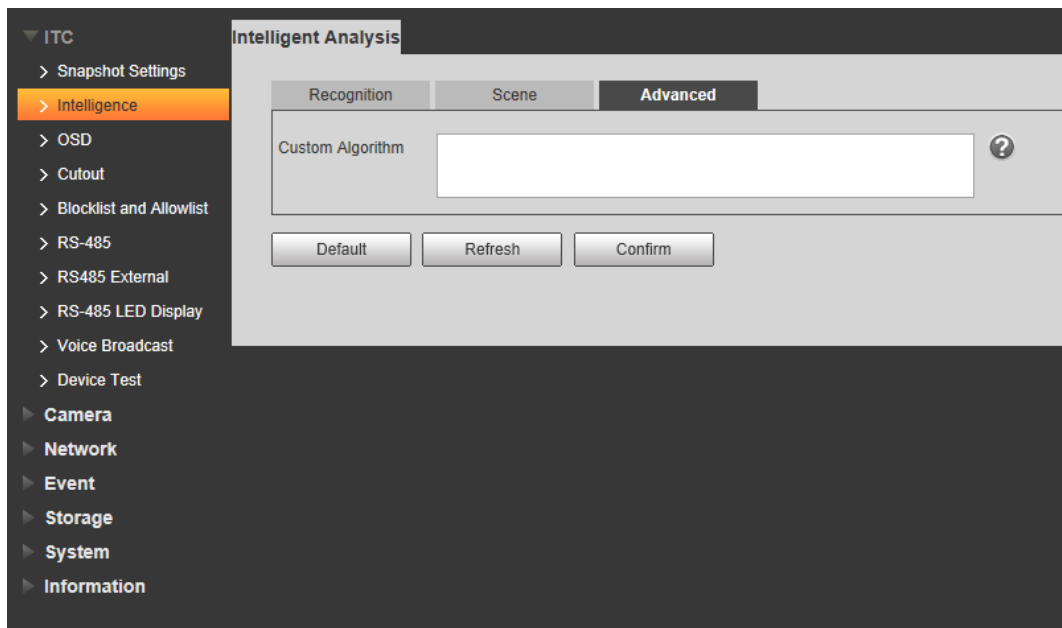 ITC
Snapshot Settings
Intelligence
OSD
Cutout
Blocklist and Allowlist
RS-485
RS485 External
RS-485 LED Display
Voice Broadcast
Device Test
Camera
Network
Event
Storage
System
Information
Intelligent Analysis
Recognition Scene Advanced
Custom Algorithm ?
Default Refresh Confirm